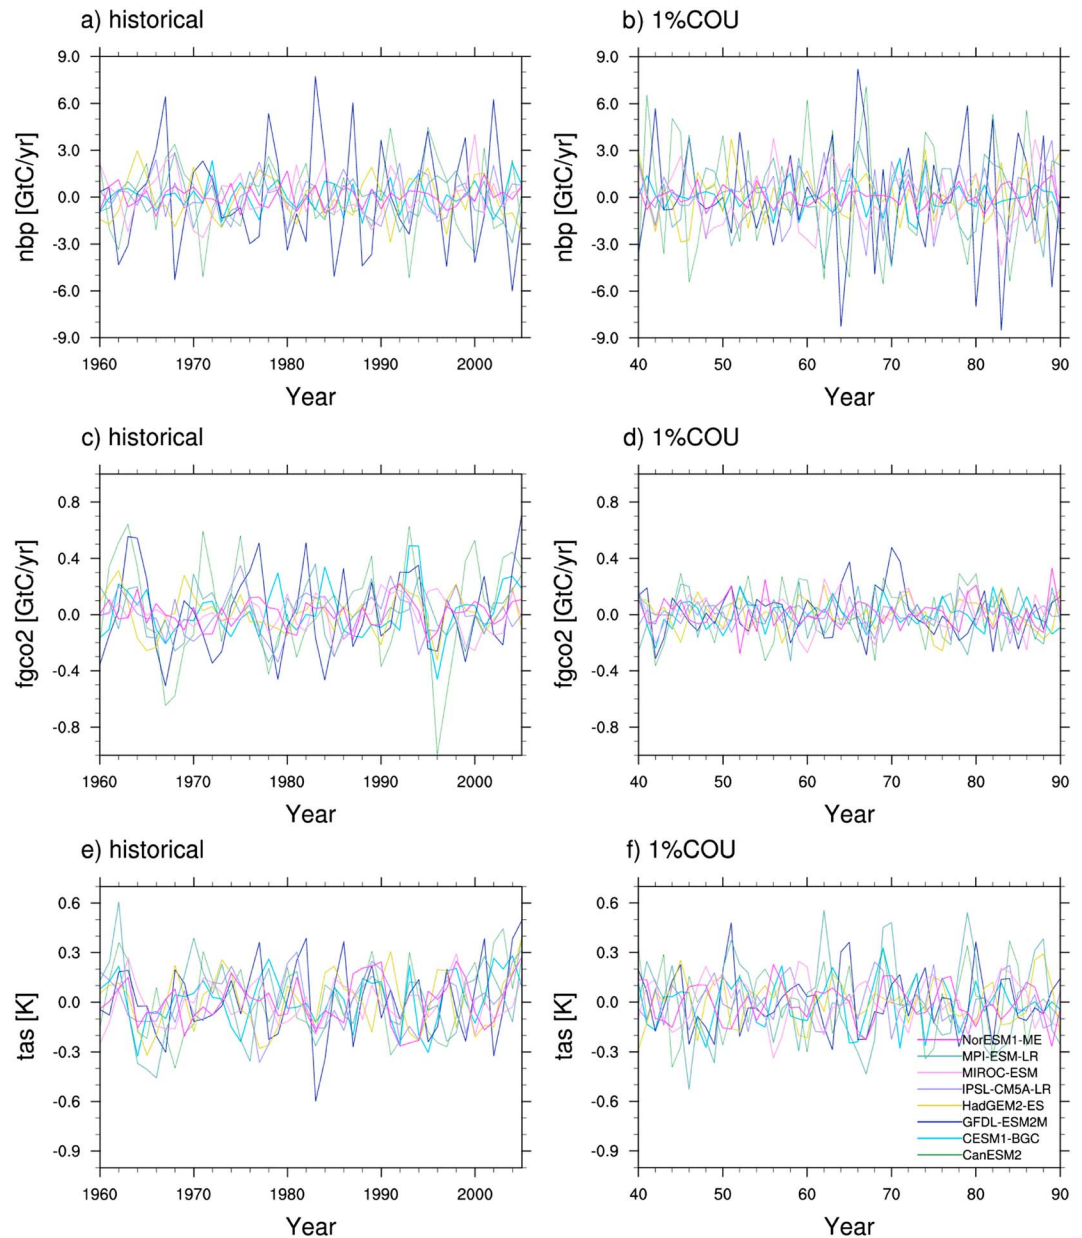 a) historical
b) 1%COU
nbp [GtC/yr]
9.0
6.0
3.0
0.0
-3.0
-6.0
-9.0
1960 1970 1980 1990 2000
Year
nbp [GtC/yr]
9.0
6.0
3.0
0.0
-3.0
-6.0
-9.0
40 50 60 70 80 90
Year
c) historical
d) 1%COU
fgco2 [GtC/yr]
0.8
0.4
0.0
-0.4
-0.8
1960 1970 1980 1990 2000
Year
fgco2 [GtC/yr]
0.8
0.4
0.0
-0.4
-0.8
40 50 60 70 80 90
Year
e) historical
f) 1%COU
tas [K]
0.6
0.3
0.0
-0.3
-0.6
-0.9
1960 1970 1980 1990 2000
Year
tas [K]
0.6
0.3
0.0
-0.3
-0.6
-0.9
NorESM1-ME
MPI-ESM-LR
MIROC-ESM
IPSL-CM5A-LR
HadGEM2-ES
GFDL-ESM2M
CESM1-BGC
CanESM2
40 50 60 70 80 90
Year